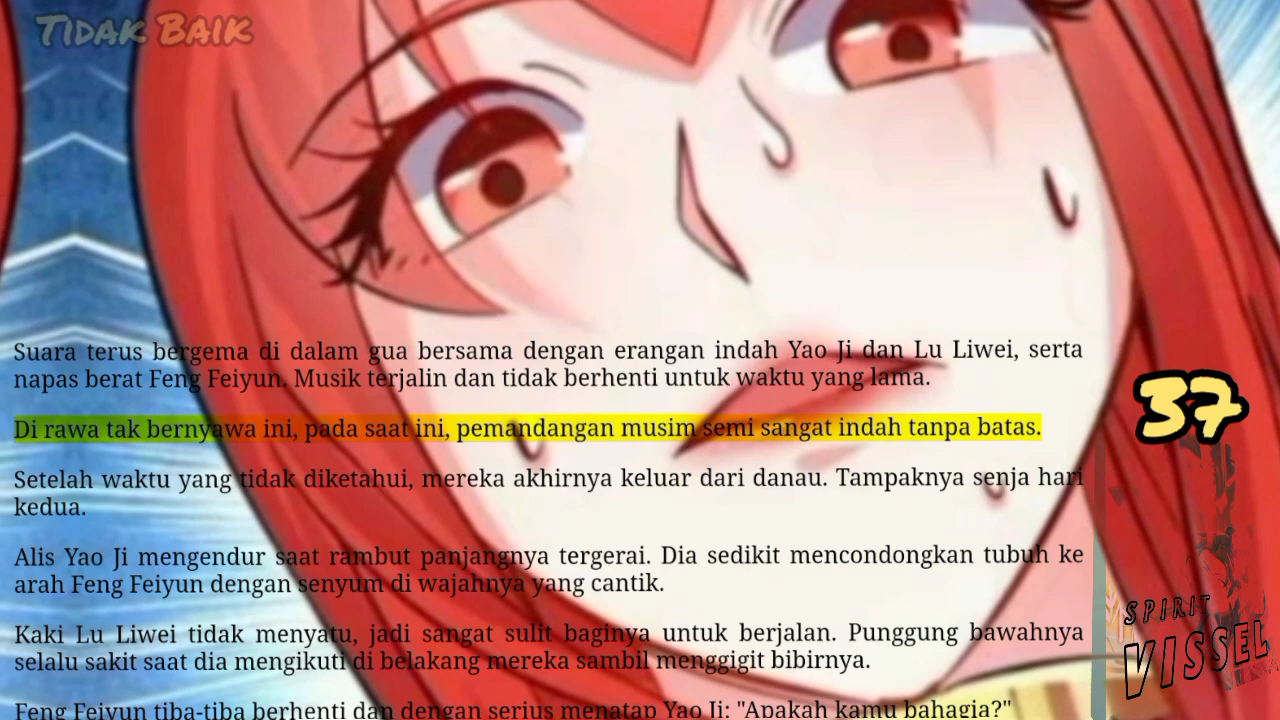 TIDAK BAIK
Suara terus bergema di dalam gua bersama dengan erangan indah Yao Ji dan Lu Liwei, serta
napas berat Feng Feiyun. Musik terjalin dan tidak berhenti untuk waktu yang lama.
Di rawa tak bernyawa ini, pada saat ini, pemandangan musim semi sangat indah tanpa batas.
37
Setelah waktu yang tidak diketahui, mereka akhirnya keluar dari danau. Tampaknya senja hari
kedua.
Alis Yao Ji mengendur saat rambut panjangnya tergerai. Dia sedikit mencondongkan tubuh ke
arah Feng Feiyun dengan senyum di wajahnya yang cantik.
Kaki Lu Liwei tidak menyatu, jadi sangat sulit baginya untuk berjalan. Punggung bawahnya
selalu sakit saat dia mengikuti di belakang mereka sambil menggigit bibirnya.
SPIRIT
VISSEL
Feng Feiyun tiba-tiba berhenti dan dengan serius menatap Yao Ji: "Apakah kamu bahagia?"